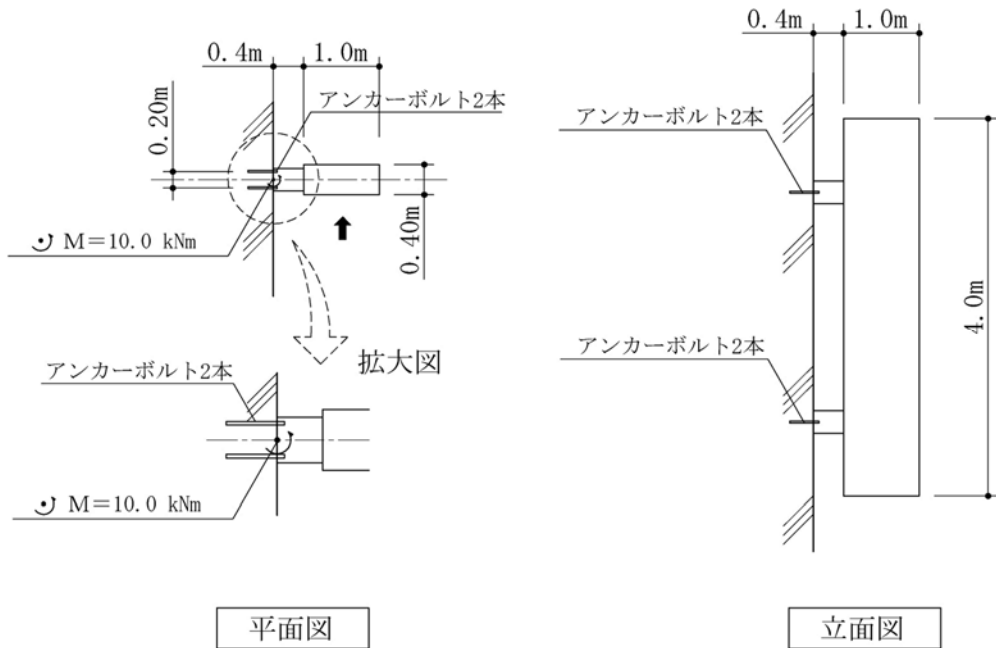 0.4m 1.0m
アンカーボルト2本
0.20m
0.40m
M=10.0 kNm
拡大図
アンカーボルト2本
M=10.0 kNm
平面図
0.4m 1.0m
アンカーボルト2本
アンカーボルト2本
4.0m
立面図